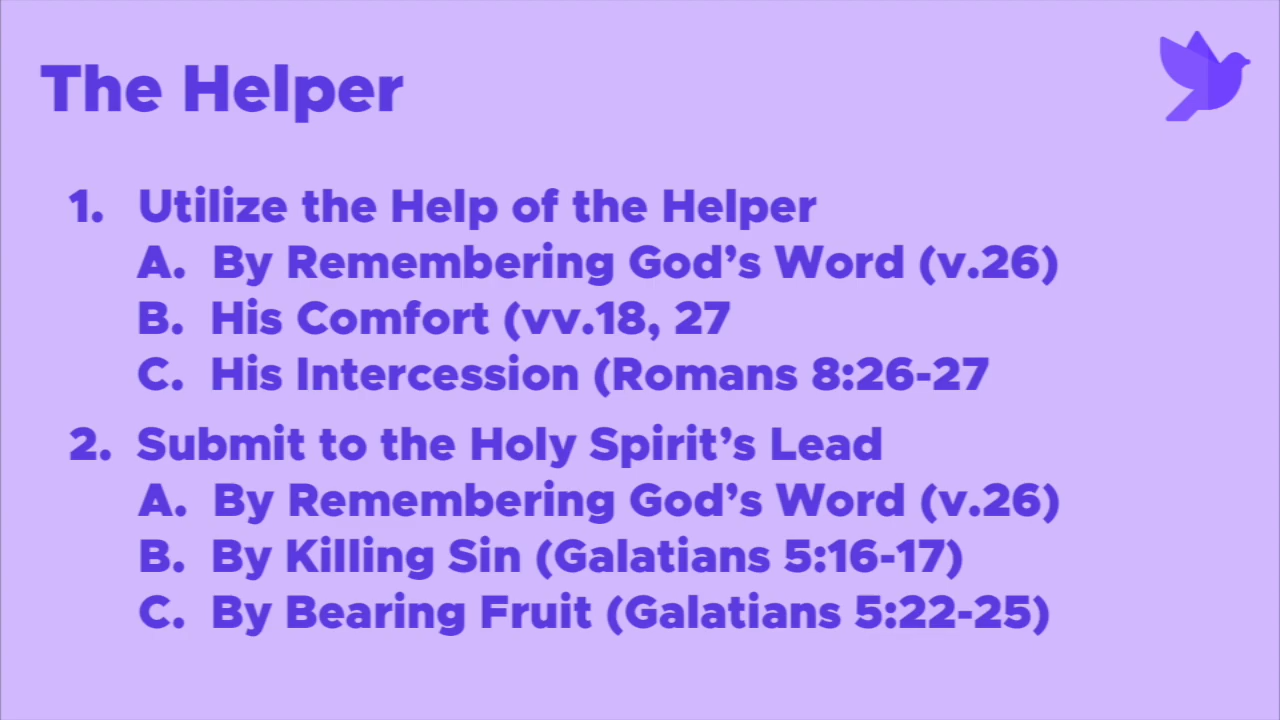 The Helper
1. Utilize the Help of the Helper
A. By Remembering God’s Word (v.26)
B. His Comfort (vv.18, 27
C. His Intercession (Romans 8:26-27
2. Submit to the Holy Spirit’s Lead
A. By Remembering God’s Word (v.26)
B. By Killing Sin (Galatians 5:16-17)
C. By Bearing Fruit (Galatians 5:22-25)